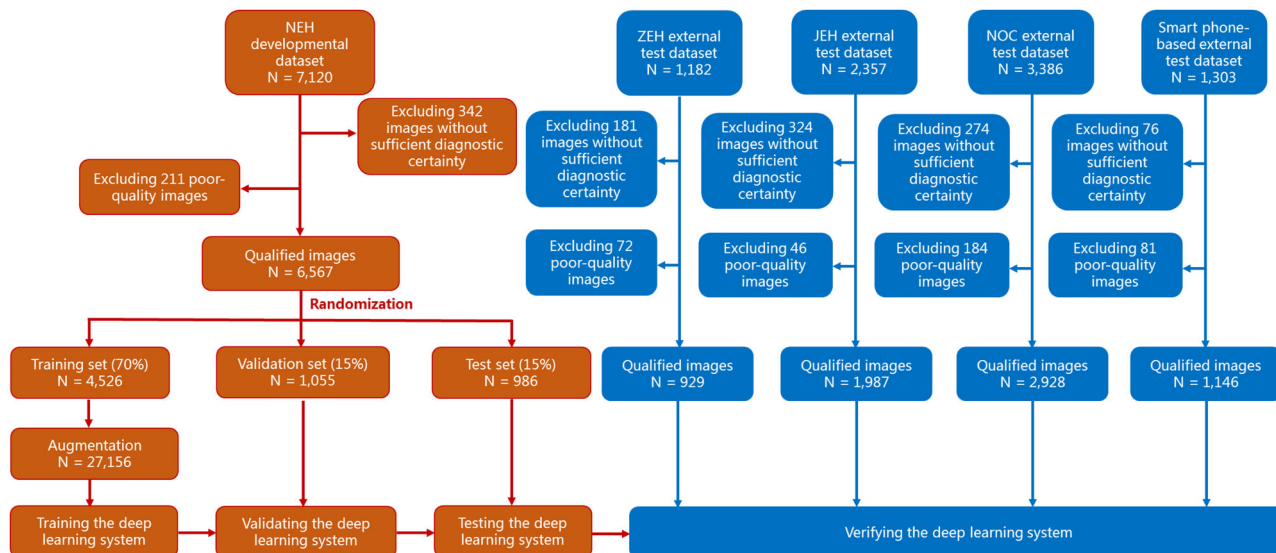 NEH
developmental
dataset
N = 7,120
Excluding 342
images without
sufficient diagnostic
certainty
Excluding 211 poor-
quality images
Qualified images
N = 6,567
Randomization
Training set (70%)
N = 4,526
Validation set (15%)
N = 1,055
Test set (15%)
N = 986
Augmentation
N = 27,156
Training the deep
learning system
Validating the deep
learning system
Testing the deep
learning system
ZEH external
test dataset
N = 1,182
Excluding 181
images without
sufficient
diagnostic
certainty
Excluding 72
poor-quality
images
Qualified images
N = 929
JEH external
test dataset
N = 2,357
Excluding 324
images without
sufficient
diagnostic
certainty
Excluding 46
poor-quality
images
Qualified images
N = 1,987
NOC external
test dataset
N = 3,386
Excluding 274
images without
sufficient
diagnostic
certainty
Excluding 184
poor-quality
images
Qualified images
N = 2,928
Smart phone-
based external
test dataset
N = 1,303
Excluding 76
images without
sufficient
diagnostic
certainty
Excluding 81
poor-quality
images
Qualified images
N = 1,146
Verifying the deep learning system